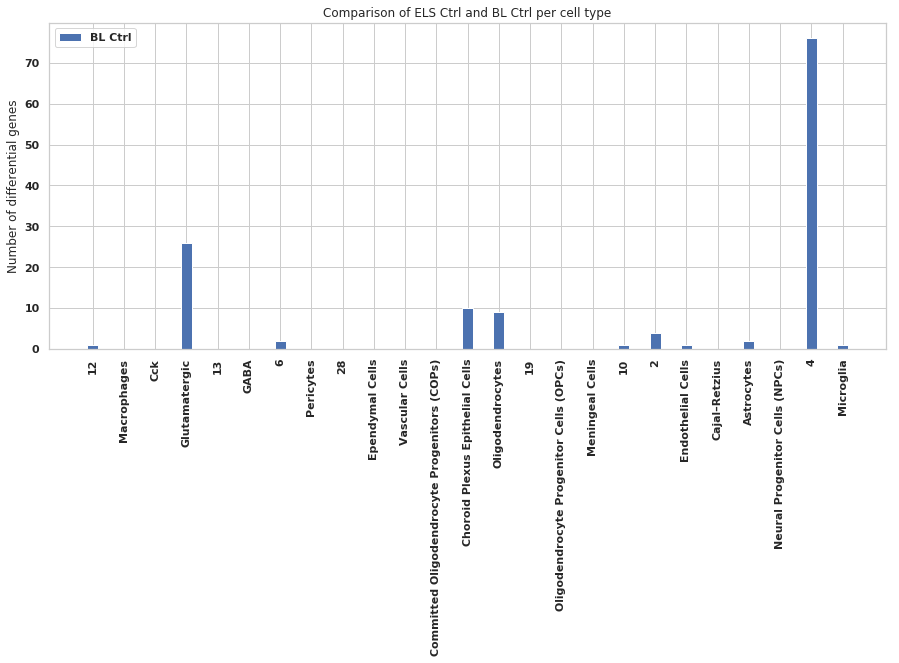 Comparison of ELS Ctrl and BL Ctrl per cell type
BL Ctrl
Number of differential genes
70
60
50
40
30
20
10
0
12
Macrophages
Cck
Glutamatergic
13
GABA
6
Pericytes
28
Ependymal Cells
Vascular Cells
Committed Oligodendrocyte Progenitors (COPs)
Choroid Plexus Epithelial Cells
Oligodendrocytes
19
Oligodendrocyte Progenitor Cells (OPCs)
Meningeal Cells
10
2
Endothelial Cells
Cajal–Retzius
Astrocytes
Neural Progenitor Cells (NPCs)
4
Microglia